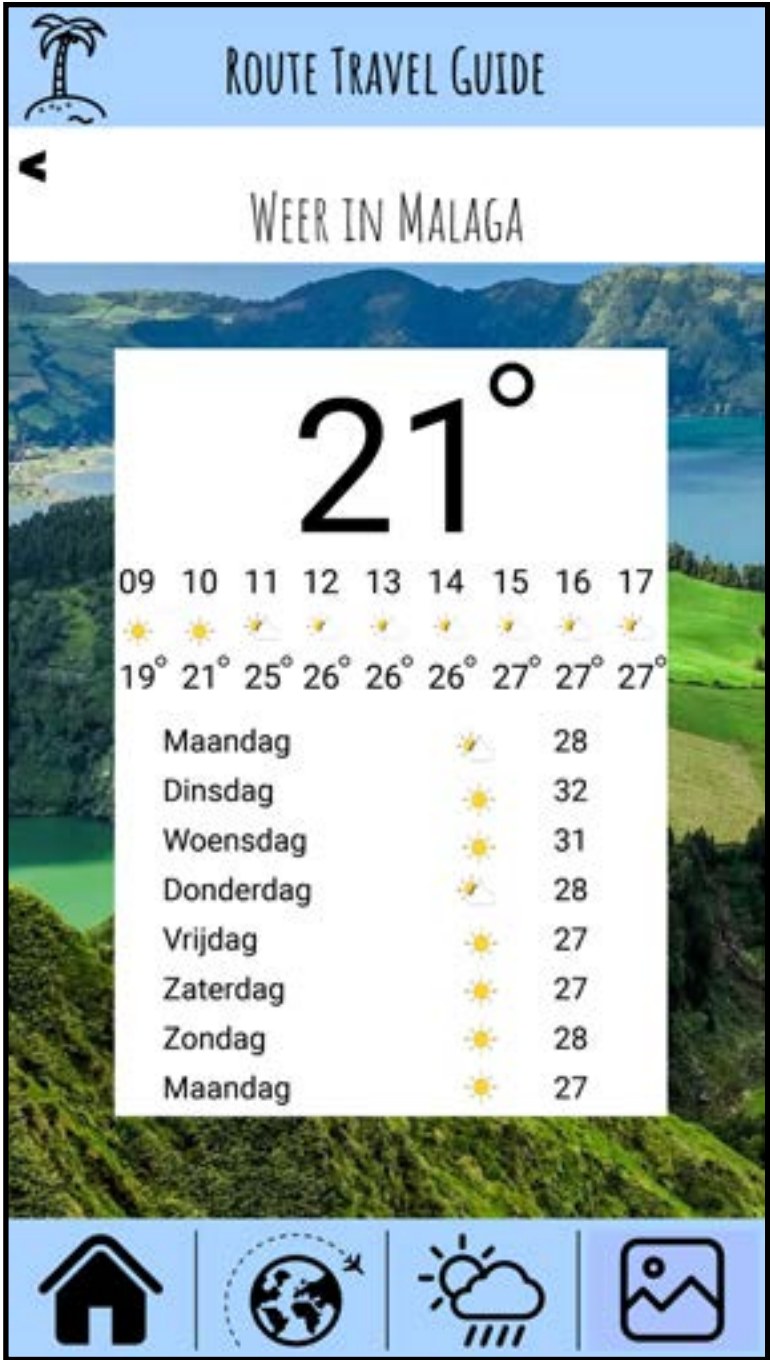 Route Travel Guide
<
Weer in Malaga
21°
09 10 11 12 13 14 15 16 17
19° 21° 25° 26° 26° 26° 27° 27° 27°
Maandag 28
Dinsdag 32
Woensdag 31
Donderdag 28
Vrijdag 27
Zaterdag 27
Zondag 28
Maandag 27